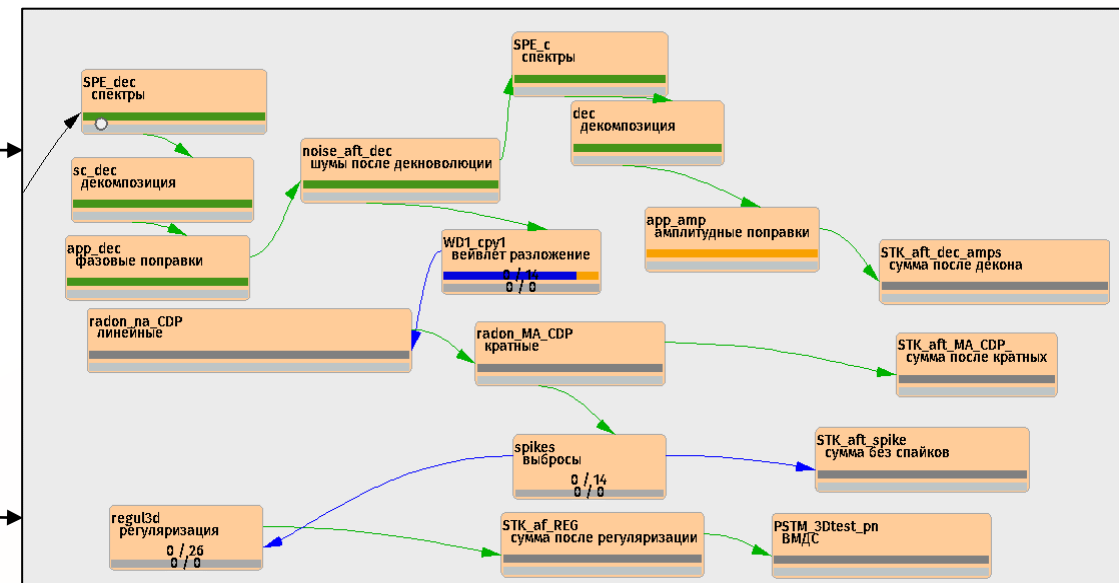 SPE_c
спектры
SPE_dec
спектры
dec
декомпозиция
noise_aft_dec
шумы после декноволюции
sc_dec
декомпозиция
app_amp
амплитудные поправки
WD1_cpy1
вейвлет разложение
0 / 14
0 / 0
app_dec
фазовые поправки
STK_aft_dec_amps
сумма после декона
radon_na_CDP
линейные
radon_MA_CDP
кратные
STK_aft_MA_CDP_
сумма после кратных
spikes
выбросы
0 / 14
0 / 0
STK_aft_spike
сумма без спайков
regul3d
регуляризация
0 / 26
0 / 0
STK_af_REG
сумма после регуляризации
PSTM_3Dtest_pn
ВМДС